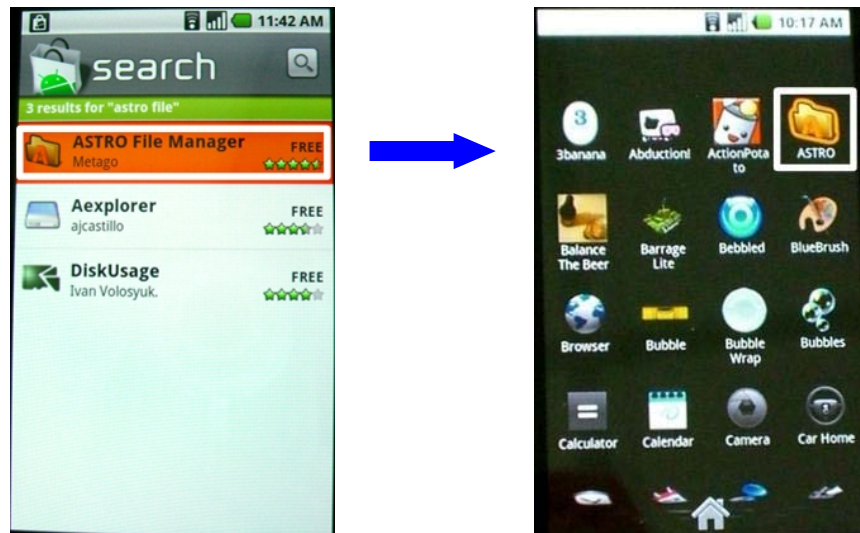 11:42 AM
search
3 results for "astro file"
ASTRO File Manager
FREE
Metago
Aexplorer
FREE
ajcastillo
DiskUsage
FREE
Ivan Volosyuk.
10:17 AM
3
3banana
Abduction!
ActionPota
to
ASTRO
Balance
The Beer
Barrage
Lite
Bebbled
BlueBrush
Browser
Bubble
Bubble
Wrap
Bubbles
=
Calculator
Calendar
Camera
Car Home